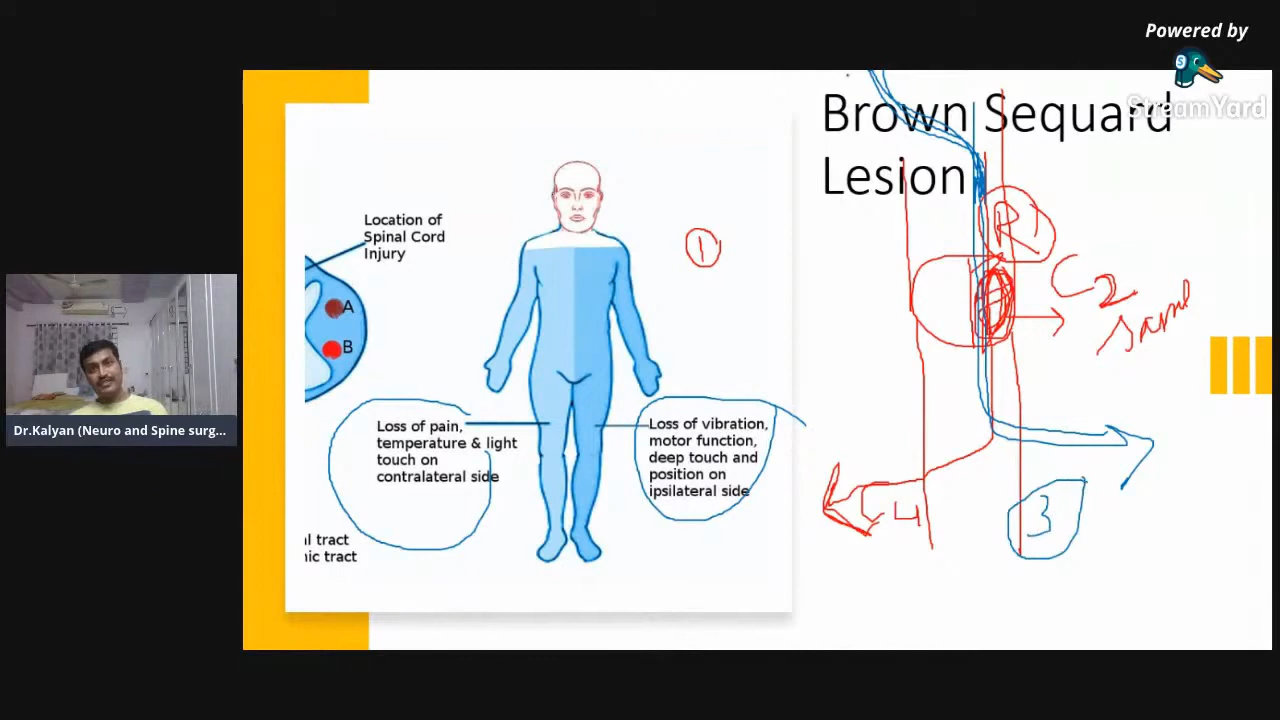 Powered by
StreamYard
Brown Sequard
Lesion
Location of
Spinal Cord
Injury
A
B
1
R
C2
Loss of pain,
temperature & light
touch on
contralateral side
Loss of vibration,
motor function,
deep touch and
position on
ipsilateral side
l tract
ic tract
C4
3
Dr.Kalyan (Neuro and Spine surg...